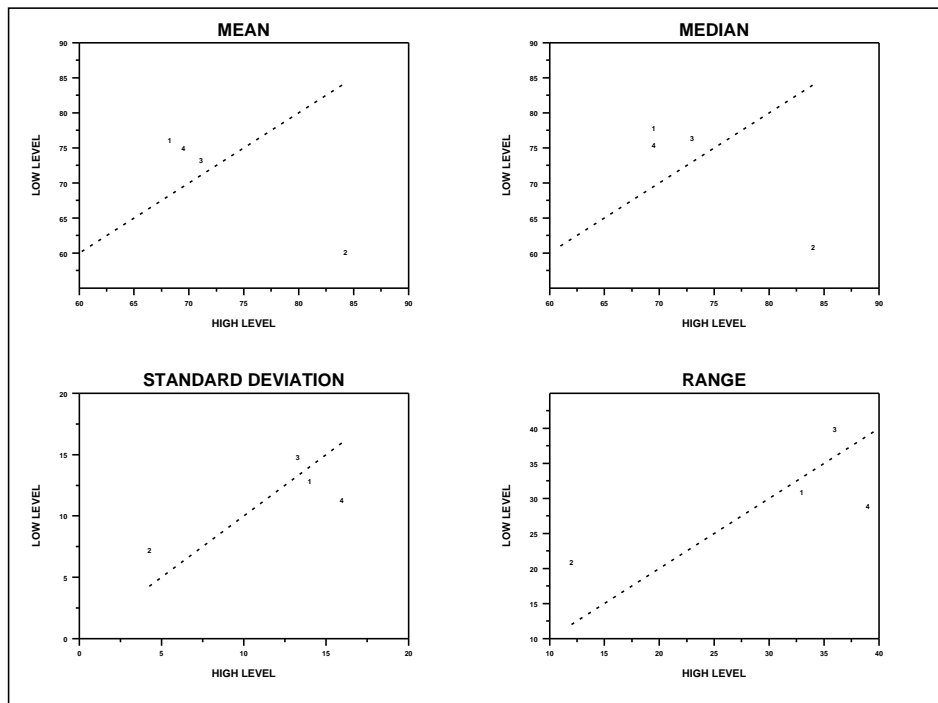 MEAN
90
85
80
75
70
65
60
LOW LEVEL
1
4
3
2
60 65 70 75 80 85 90
HIGH LEVEL
MEDIAN
90
85
80
75
70
65
60
LOW LEVEL
1
4
3
2
60 65 70 75 80 85 90
HIGH LEVEL
STANDARD DEVIATION
20
15
10
5
0
LOW LEVEL
3
1
4
2
0 5 10 15 20
HIGH LEVEL
RANGE
40
35
30
25
20
15
10
LOW LEVEL
3
1
4
2
10 15 20 25 30 35 40
HIGH LEVEL